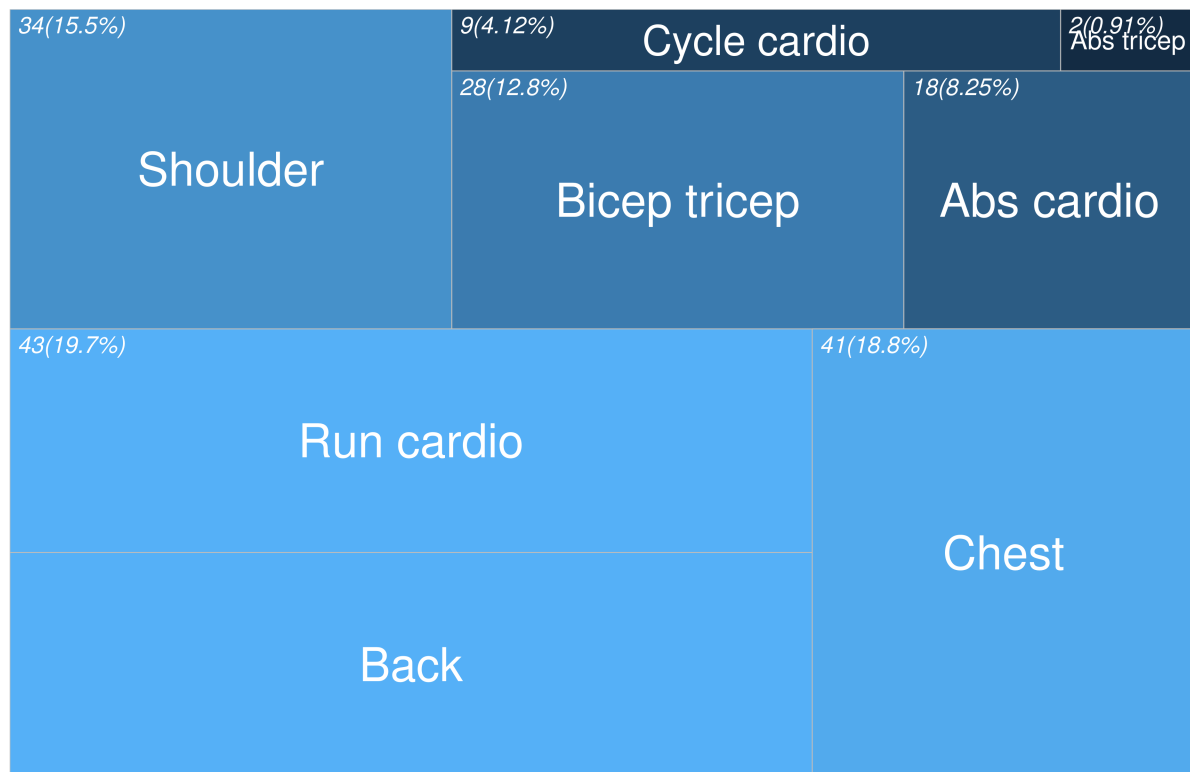 34(15.5%)
Shoulder
9(4.12%)
Cycle cardio
2(0.91%)
Abs tricep
28(12.8%)
Bicep tricep
18(8.25%)
Abs cardio
43(19.7%)
Run cardio
Back
41(18.8%)
Chest